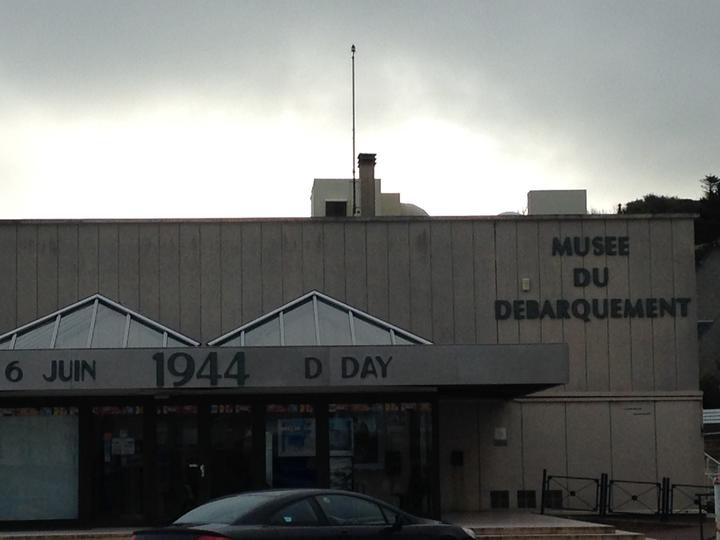 MUSEE
DU
DEBARQUEMENT
6 JUIN 1944 D DAY